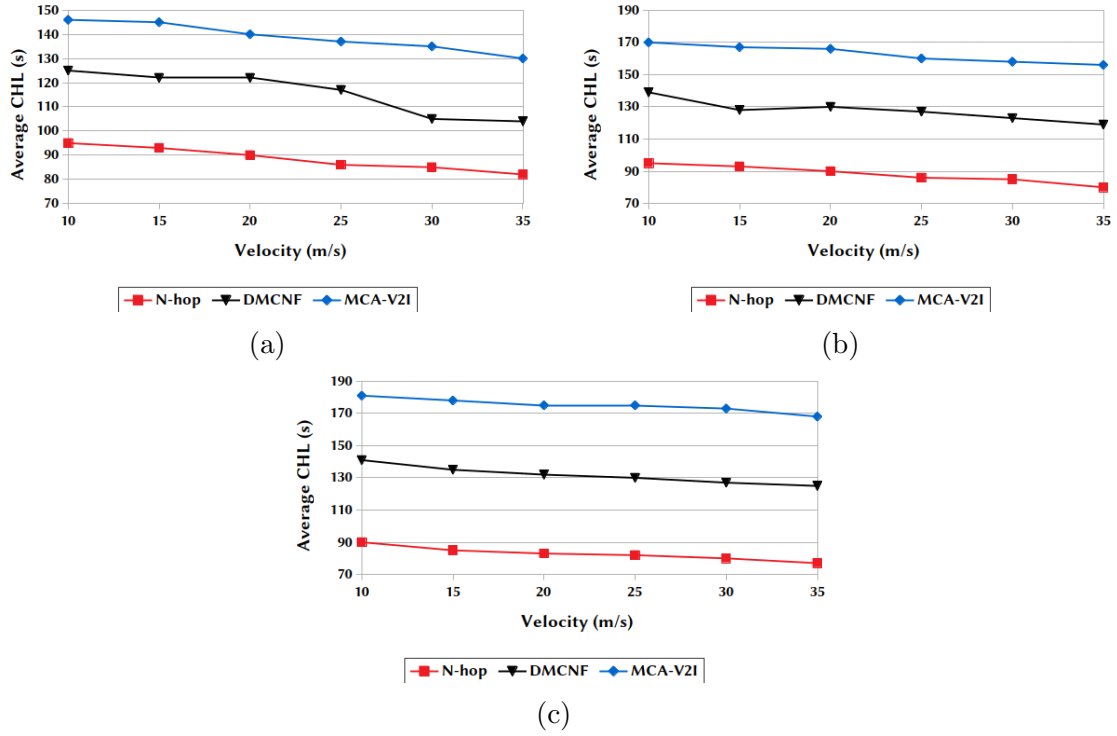 150
140
130
120
110
100
90
80
70
Average CHL (s)
10 15 20 25 30 35
Velocity (m/s)
N-hop DMCNF MCA-V2I
(a)
190
170
150
130
110
90
70
Average CHL (s)
10 15 20 25 30 35
Velocity (m/s)
N-hop DMCNF MCA-V2I
(b)
190
170
150
130
110
90
70
Average CHL (s)
10 15 20 25 30 35
Velocity (m/s)
N-hop DMCNF MCA-V2I
(c)